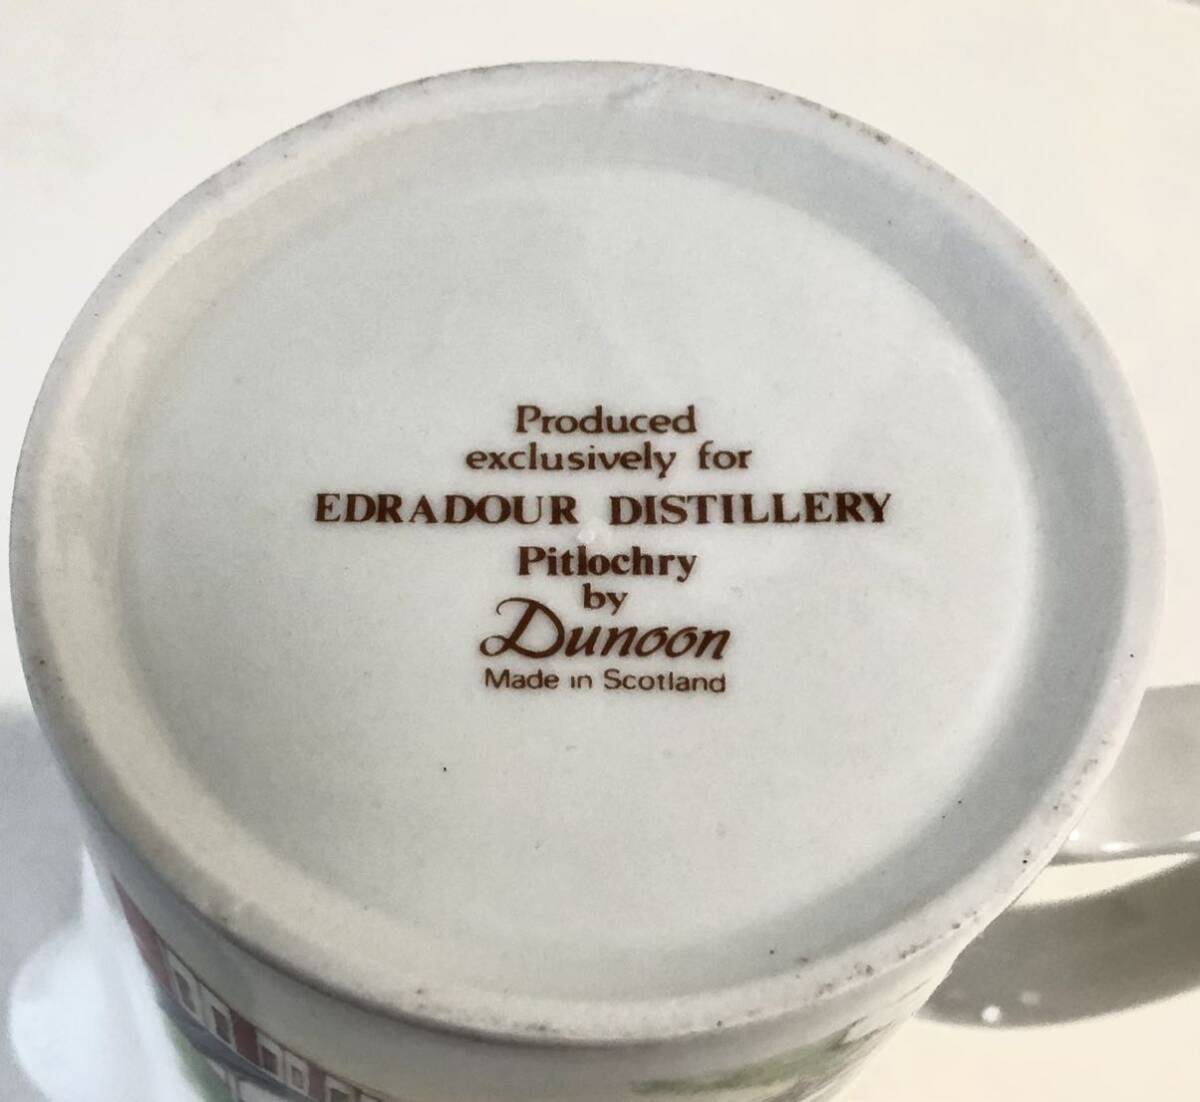 Produced
exclusively for
EDRADOUR DISTILLERY
Pitlochry
by
Dunoon
Made in Scotland